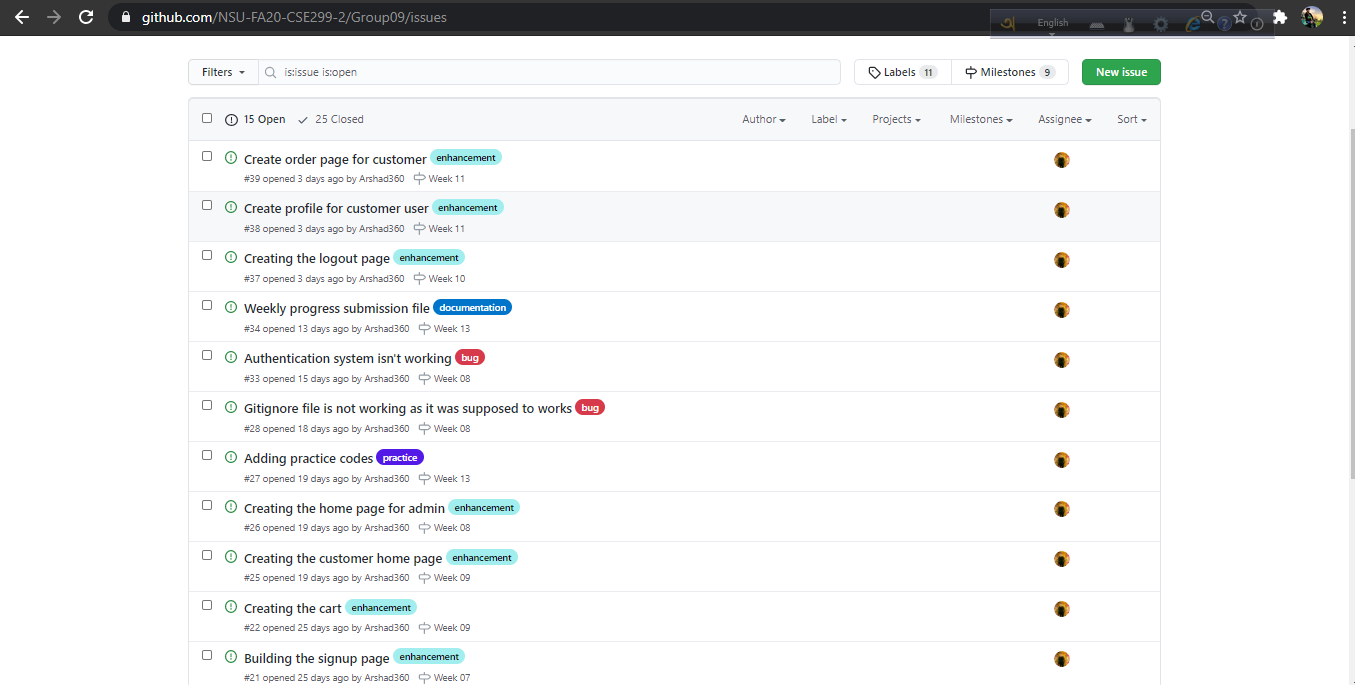 github.com/NSU-FA20-CSE299-2/Group09/issues
English
Filters
is:issue is:open
Labels 11
Milestones 9
New issue
15 Open 25 Closed Author Label Projects Milestones Assignee Sort
Create order page for customer enhancement
#39 opened 3 days ago by Arshad360 Week 11
Create profile for customer user enhancement
#38 opened 3 days ago by Arshad360 Week 11
Creating the logout page enhancement
#37 opened 3 days ago by Arshad360 Week 10
Weekly progress submission file documentation
#34 opened 13 days ago by Arshad360 Week 13
Authentication system isn't working bug
#33 opened 15 days ago by Arshad360 Week 08
Gitignore file is not working as it was supposed to works bug
#28 opened 18 days ago by Arshad360 Week 08
Adding practice codes practice
#27 opened 19 days ago by Arshad360 Week 13
Creating the home page for admin enhancement
#26 opened 19 days ago by Arshad360 Week 08
Creating the customer home page enhancement
#25 opened 19 days ago by Arshad360 Week 09
Creating the cart enhancement
#22 opened 25 days ago by Arshad360 Week 09
Building the signup page enhancement
#21 opened 25 days ago by Arshad360 Week 07